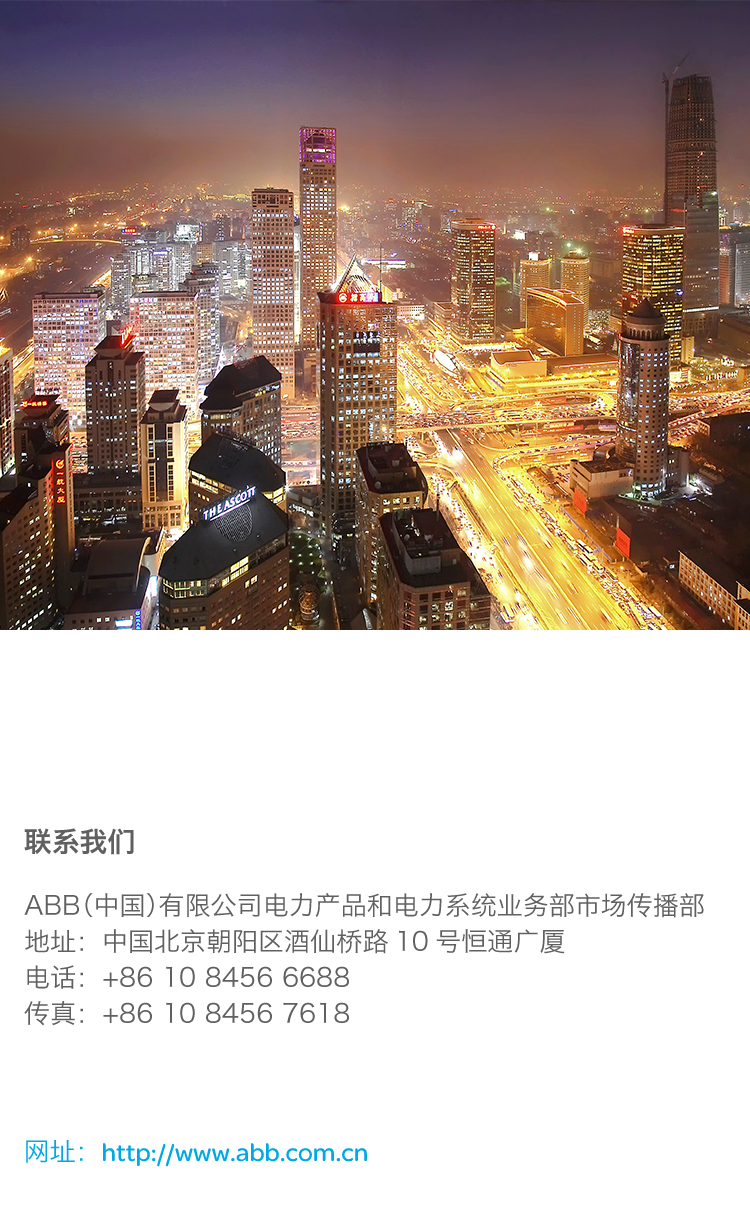 招商局
THE ASCOTT
联系我们
ABB(中国)有限公司电力产品和电力系统业务部市场传播部
地址：中国北京朝阳区酒仙桥路 10 号恒通广厦
电话：+86 10 8456 6688
传真：+86 10 8456 7618
网址：http://www.abb.com.cn